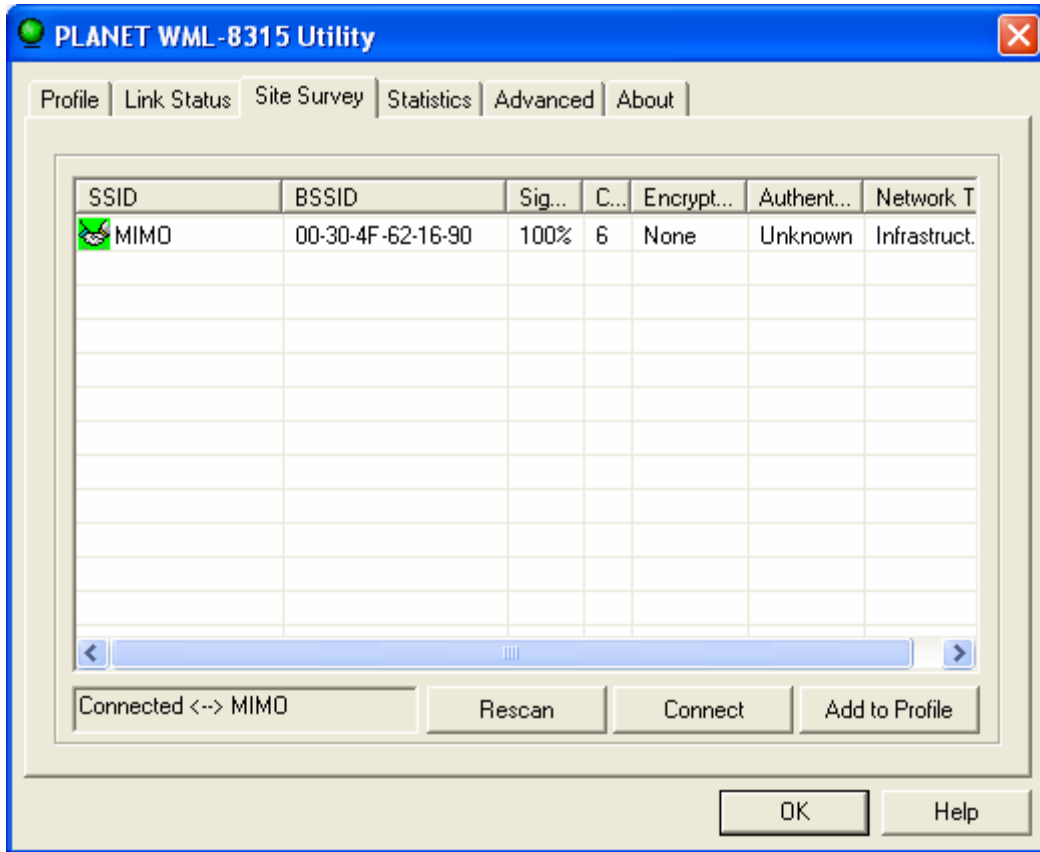 PLANET WML-8315 Utility
Profile Link Status Site Survey Statistics Advanced About
SSID BSSID Sig... C... Encrypt... Authent... Network T
MIMO 00-30-4F-62-16-90 100% 6 None Unknown Infrastruct.
Connected <--> MIMO Rescan Connect Add to Profile
OK Help